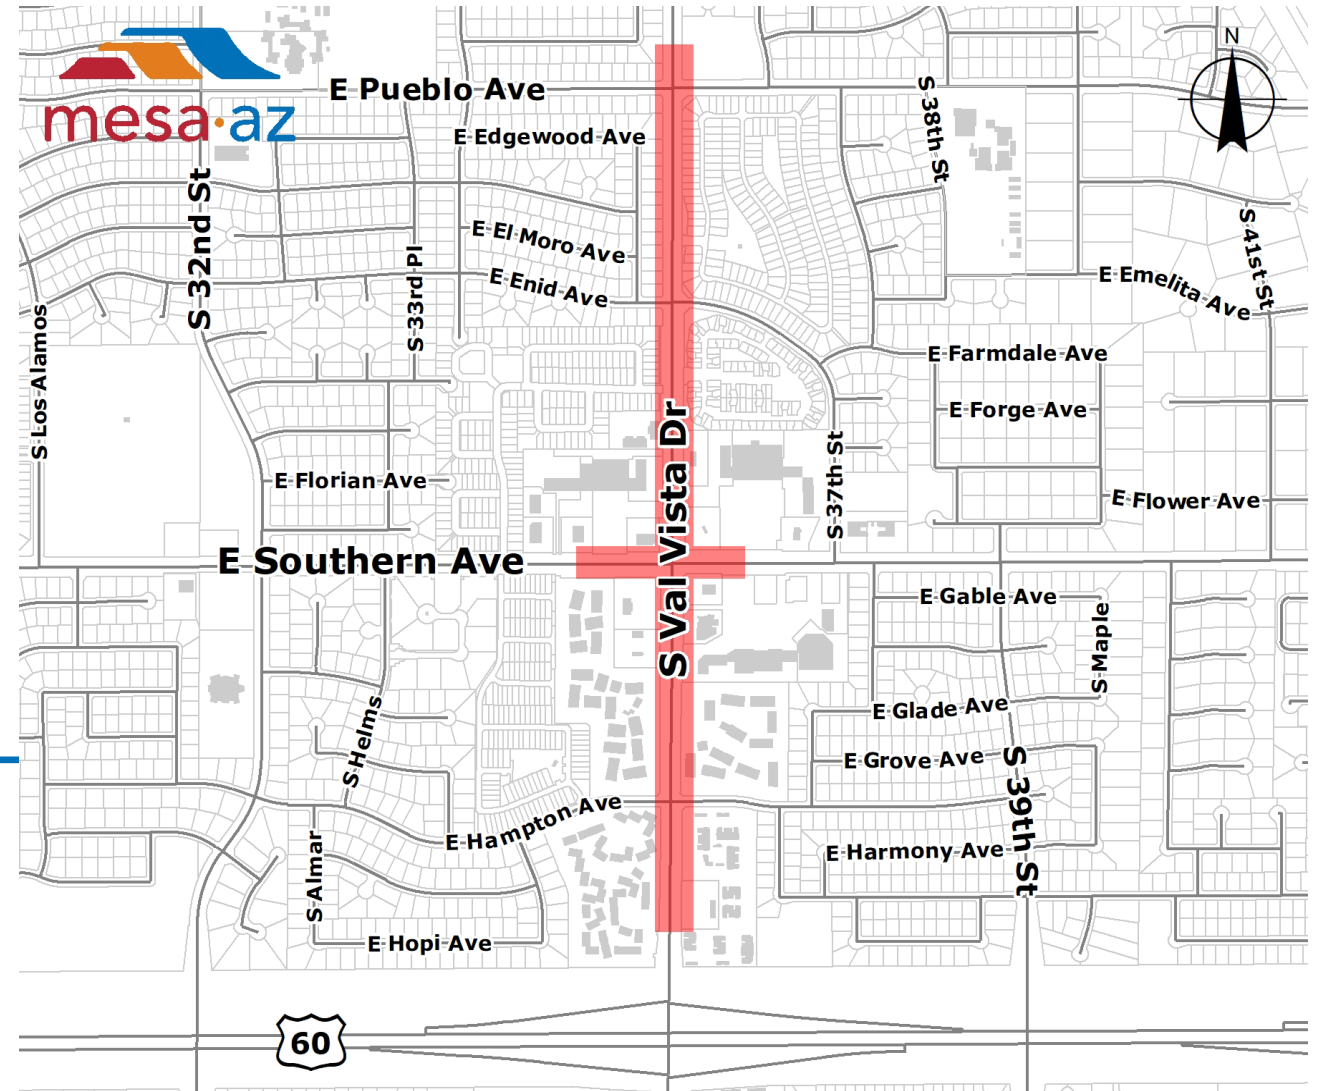 mesa·az
N
E Pueblo Ave
E Edgewood Ave
S 38th St
S 32nd St
E El Moro Ave
S 41st St
S 33rd Pl
E Enid Ave
E Emelita Ave
S Los Alamos
E Farmdale Ave
E Forge Ave
S Val Vista Dr
S 37th St
E Florian Ave
E Flower Ave
E Southern Ave
E Gable Ave
S Maple
E Glade Ave
S Helms
E Grove Ave
S 39th St
E Hampton Ave
S Almar
E Harmony Ave
E Hopi Ave
60